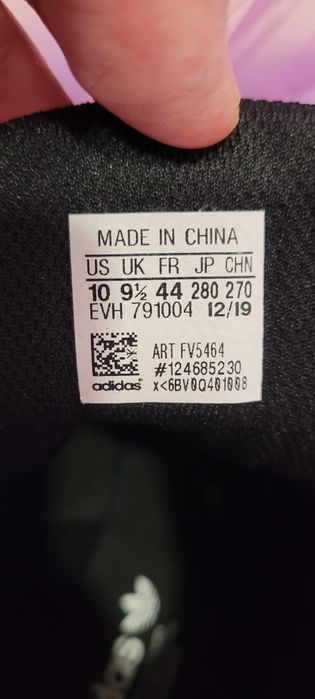 MADE IN CHINA
US UK FR JP CHN
10 9½ 44 280 270
EVH 791004 12/19
ART FV5464
#124685230
adidas x<6BV0Q401008